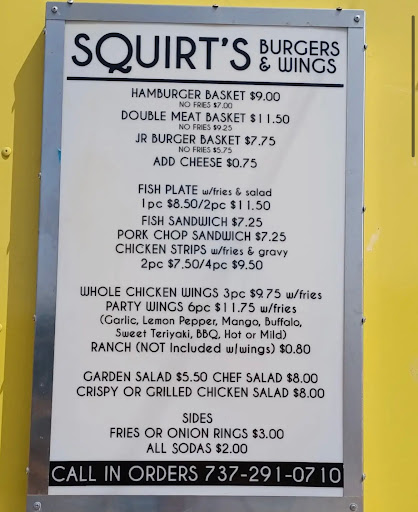 SQUIRT'S BURGERS & WINGS
HAMBURGER BASKET $9.00
NO FRIES $7.00
DOUBLE MEAT BASKET $11.50
NO FRIES $9.25
JR BURGER BASKET $7.75
NO FRIES $5.75
ADD CHEESE $0.75
FISH PLATE w/fries & salad
1pc $8.50/2pc $11.50
FISH SANDWICH $7.25
PORK CHOP SANDWICH $7.25
CHICKEN STRIPS w/fries & gravy
2pc $7.50/4pc $9.50
WHOLE CHICKEN WINGS 3pc $9.75 w/fries
PARTY WINGS 6pc $11.75 w/fries
(Garlic, Lemon Pepper, Mango, Buffalo,
Sweet Teriyaki, BBQ, Hot or Mild)
RANCH (NOT Included w/wings) $0.80
GARDEN SALAD $5.50 CHEF SALAD $8.00
CRISPY OR GRILLED CHICKEN SALAD $8.00
SIDES
FRIES OR ONION RINGS $3.00
ALL SODAS $2.00
CALL IN ORDERS 737-291-0710